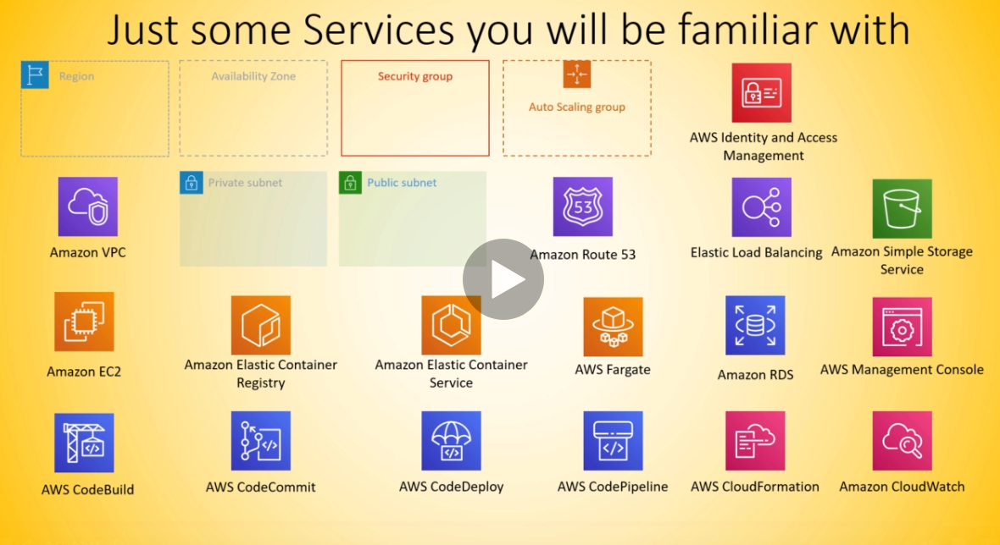 Just some Services you will be familiar with
Region
Availability Zone
Security group
Auto Scaling group
AWS Identity and Access
Management
Private subnet
Public subnet
53
Amazon VPC
Amazon Route 53
Elastic Load Balancing
Amazon Simple Storage
Service
Amazon EC2
Amazon Elastic Container
Registry
Amazon Elastic Container
Service
AWS Fargate
Amazon RDS
AWS Management Console
AWS CodeBuild
AWS CodeCommit
AWS CodeDeploy
AWS CodePipeline
AWS CloudFormation
Amazon CloudWatch